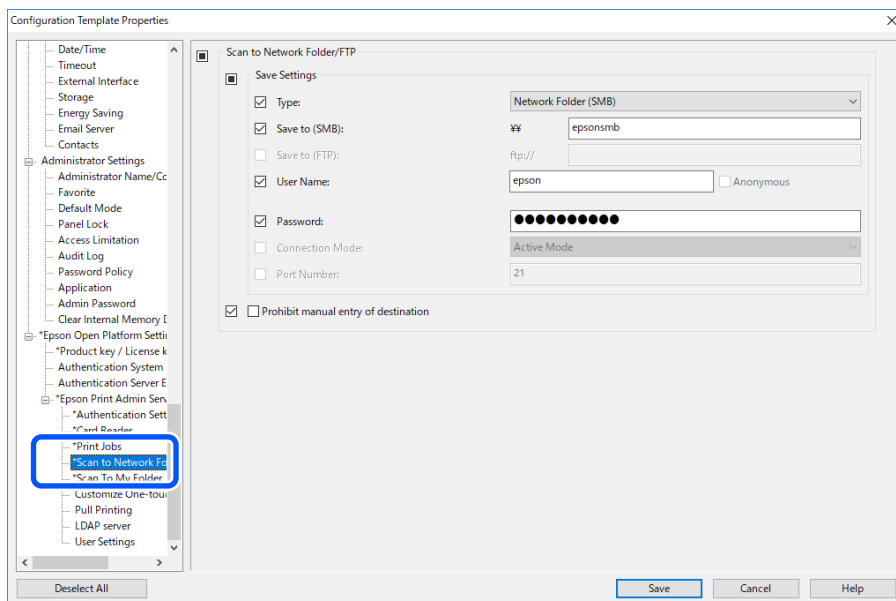 Configuration Template Properties
Date/Time
Timeout
External Interface
Storage
Energy Saving
Email Server
Contacts
Administrator Settings
Administrator Name/Co
Favorite
Default Mode
Panel Lock
Access Limitation
Audit Log
Password Policy
Application
Admin Password
Clear Internal Memory D
*Epson Open Platform Settin
*Product key / License k
Authentication System
Authentication Server E
*Epson Print Admin Serv
*Authentication Sett
*Card Reader
*Print Jobs
*Scan to Network Fo
*Scan To My Folder
Customize One-tou
Pull Printing
LDAP server
User Settings
Scan to Network Folder/FTP
Save Settings
Type: Network Folder (SMB)
Save to (SMB): ¥¥ epsonsmb
Save to (FTP): ftp://
User Name: epson Anonymous
Password: ●●●●●●●●●●
Connection Mode: Active Mode
Port Number: 21
Prohibit manual entry of destination
Deselect All Save Cancel Help